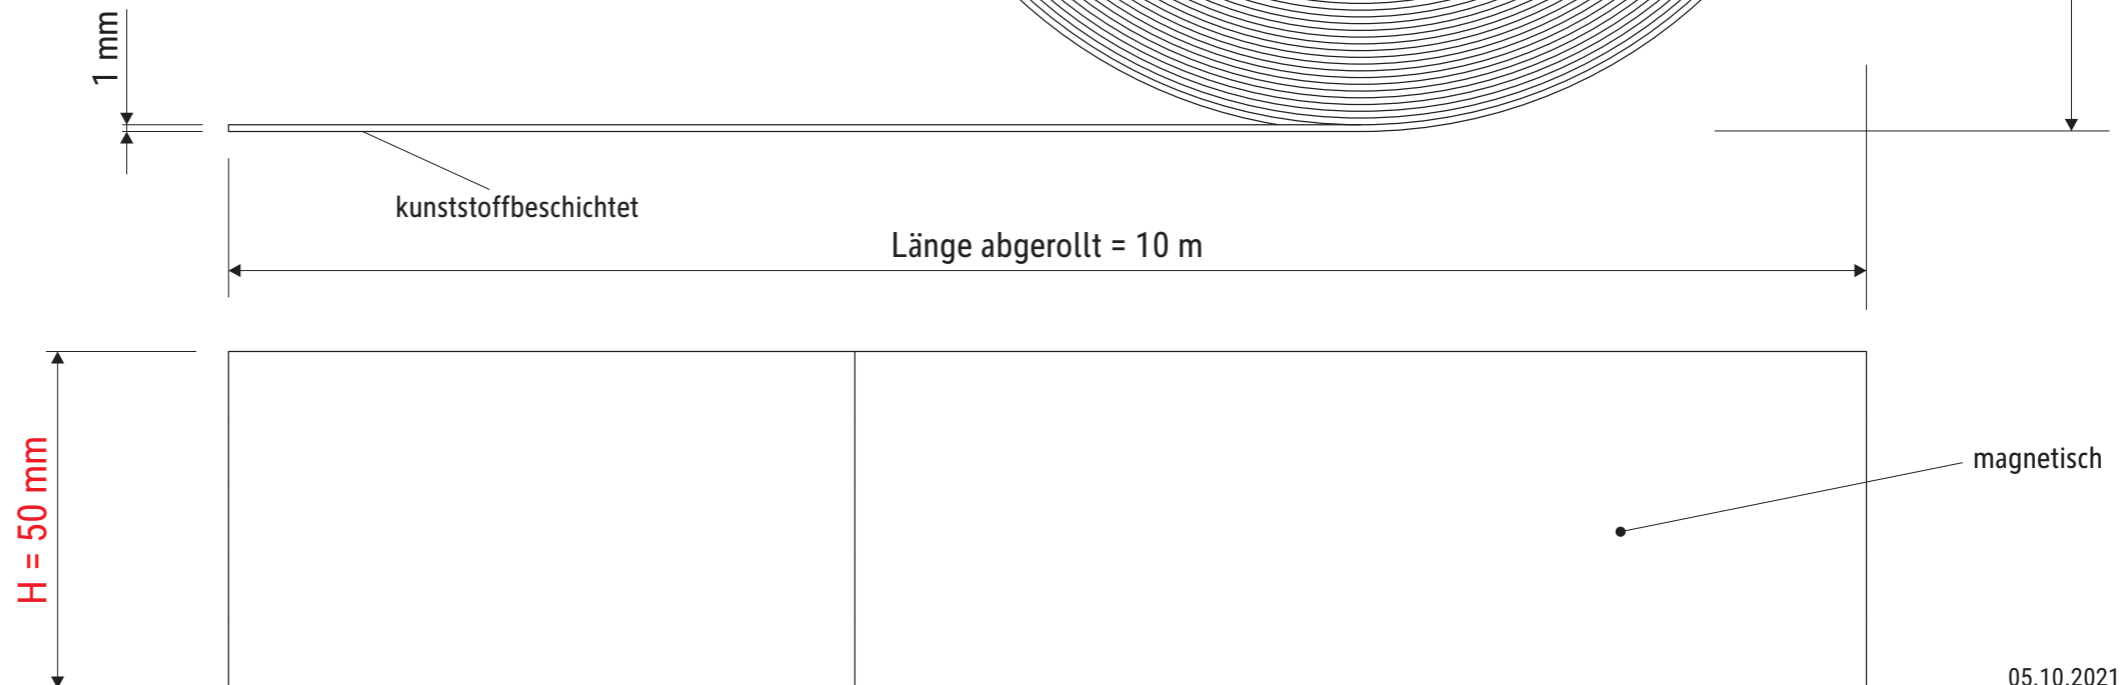 1 mm
kunststoffbeschichtet
Länge abgerollt = 10 m
H = 50 mm
magnetisch
05.10.2021